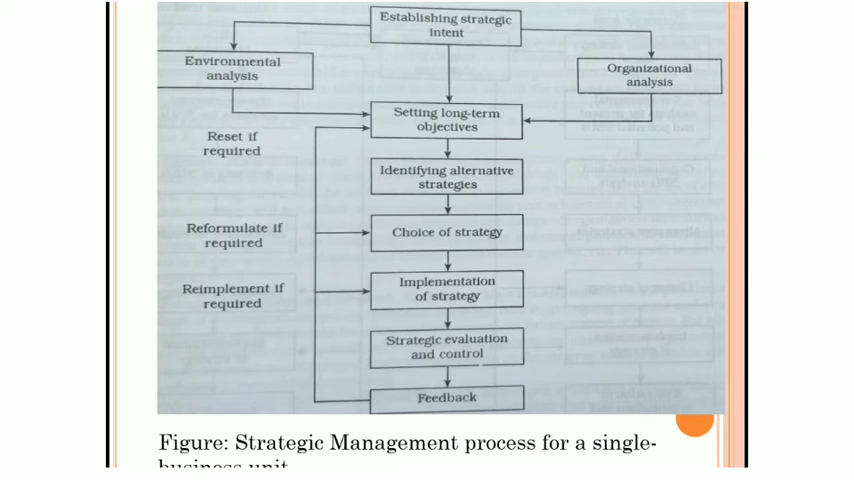 Establishing strategic
intent
Environmental
analysis
Organizational
analysis
Setting long-term
objectives
Reset if
required
Identifying alternative
strategies
Reformulate if
required
Choice of strategy
Reimplement if
required
Implementation
of strategy
Strategic evaluation
and control
Feedback
Figure: Strategic Management process for a single-
business unit